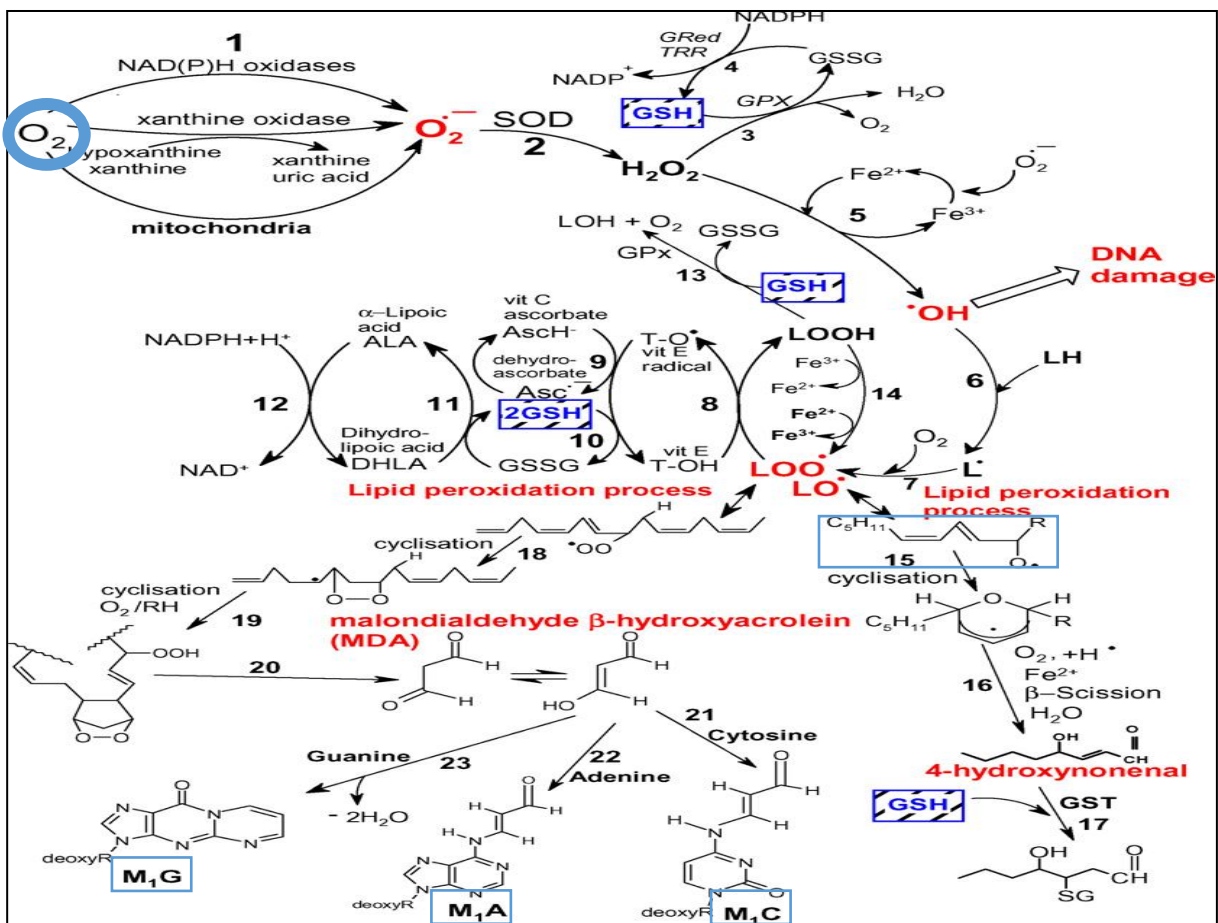 1
NAD(P)H oxidases
O₂
xanthine oxidase
hypoxanthine
xanthine
xanthine
uric acid
mitochondria
O₂•−
SOD
2
NADPH
GRed
TRR
NADP+
4
GSSG
GSH
GPX
3
H₂O
O₂
H₂O₂
Fe²⁺
O₂•−
5
Fe³⁺
LOH + O₂
GSSG
GPx
13
GSH
DNA
damage
•OH
LOOH
LH
6
Fe³⁺
Fe²⁺
Fe²⁺
Fe³⁺
14
O₂
7
L•
LOO•
LO•
NADPH+H⁺
α-Lipoic
acid
ALA
vit C
ascorbate
AscH-
9
T-O•
vit E
radical
dehydro-
ascorbate
Asc•−
12
11
2GSH
10
8
Dihydro-
lipoic acid
DHLA
NAD⁺
GSSG
vit E
T-OH
Lipid peroxidation process
Lipid peroxidation
process
H
•OO
cyclisation
18
H
O-O
cyclisation
O₂/RH
19
OOH
O-O
20
C₅H₁₁
R
O•
15
cyclisation
H
O
H
C₅H₁₁
•
R
16
O₂, +H•
Fe²⁺
β-Scission
H₂O
malondialdehyde β-hydroxyacrolein
(MDA)
O
H
O
H
O
H
HO
H
21
Cytosine
22
Adenine
Guanine
23
- 2H₂O
OH
O
CH
4-hydroxynonenal
GSH
GST
17
OH
O
CH
SG
O
N
N
N
N
N
deoxyR
M₁G
O
H
H
H
H
N
N
N
N
N
deoxyR
M₁A
O
H
H
H
H
N
N
N
O
deoxyR
M₁C